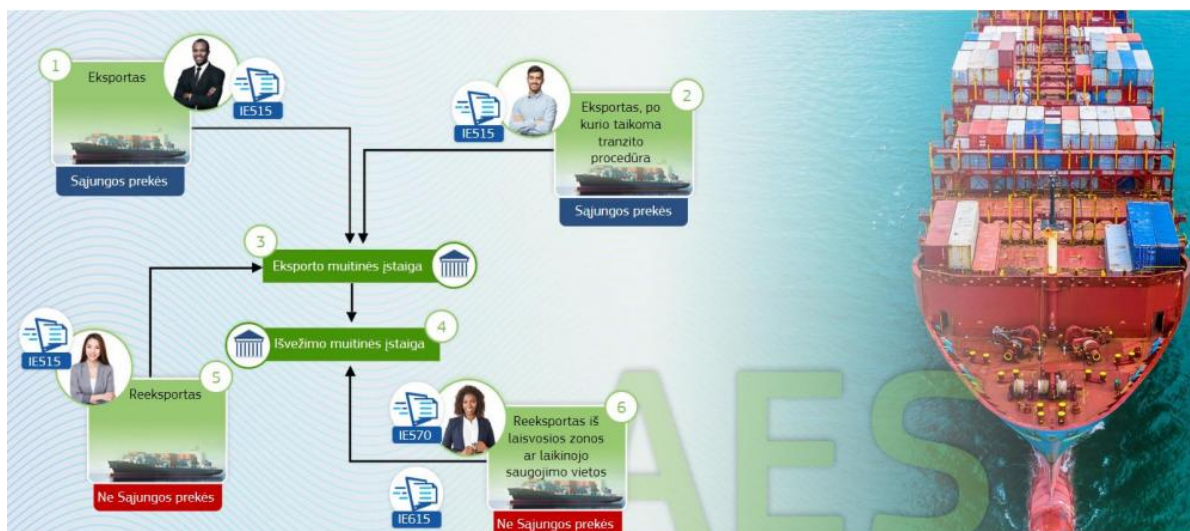 1
Eksportas
IE515
Sąjungos prekės
IE515
2
Eksportas, po
kurio taikoma
tranzito
procedūra
Sąjungos prekės
3
Eksporto muitinės įstaiga
4
Išvežimo muitinės įstaiga
IE515
5
Reeksportas
Ne Sąjungos prekės
IE570
IE615
6
Reeksportas iš
laisvosios zonos
ar laikinojo
saugojimo vietos
Ne Sąjungos prekės
AES